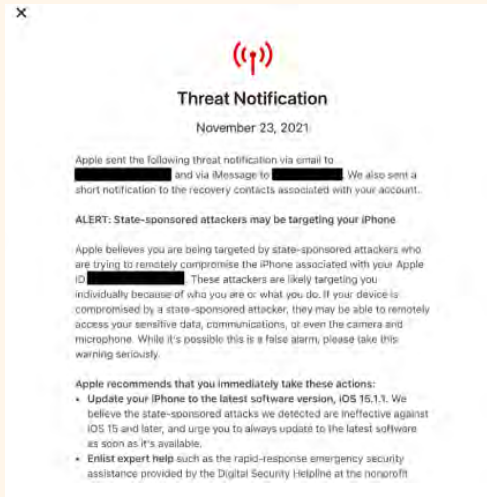 Threat Notification
November 23, 2021
Apple sent the following threat notification via email to
and via iMessage to . We also sent a
short notification to the recovery contacts associated with your account.
ALERT: State-sponsored attackers may be targeting your iPhone
Apple believes you are being targeted by state-sponsored attackers who
are trying to remotely compromise the iPhone associated with your Apple
ID . These attackers are likely targeting you
individually because of who you are or what you do. If your device is
compromised by a state-sponsored attacker, they may be able to remotely
access your sensitive data, communications, or even the camera and
microphone. While it's possible this is a false alarm, please take this
warning seriously.
Apple recommends that you immediately take these actions:
• Update your iPhone to the latest software version, iOS 15.1.1. We
believe the state-sponsored attacks we detected are ineffective against
iOS 15 and later, and urge you to always update to the latest software
as soon as it's available.
• Enlist expert help such as the rapid-response emergency security
assistance provided by the Digital Security Helpline at the nonprofit